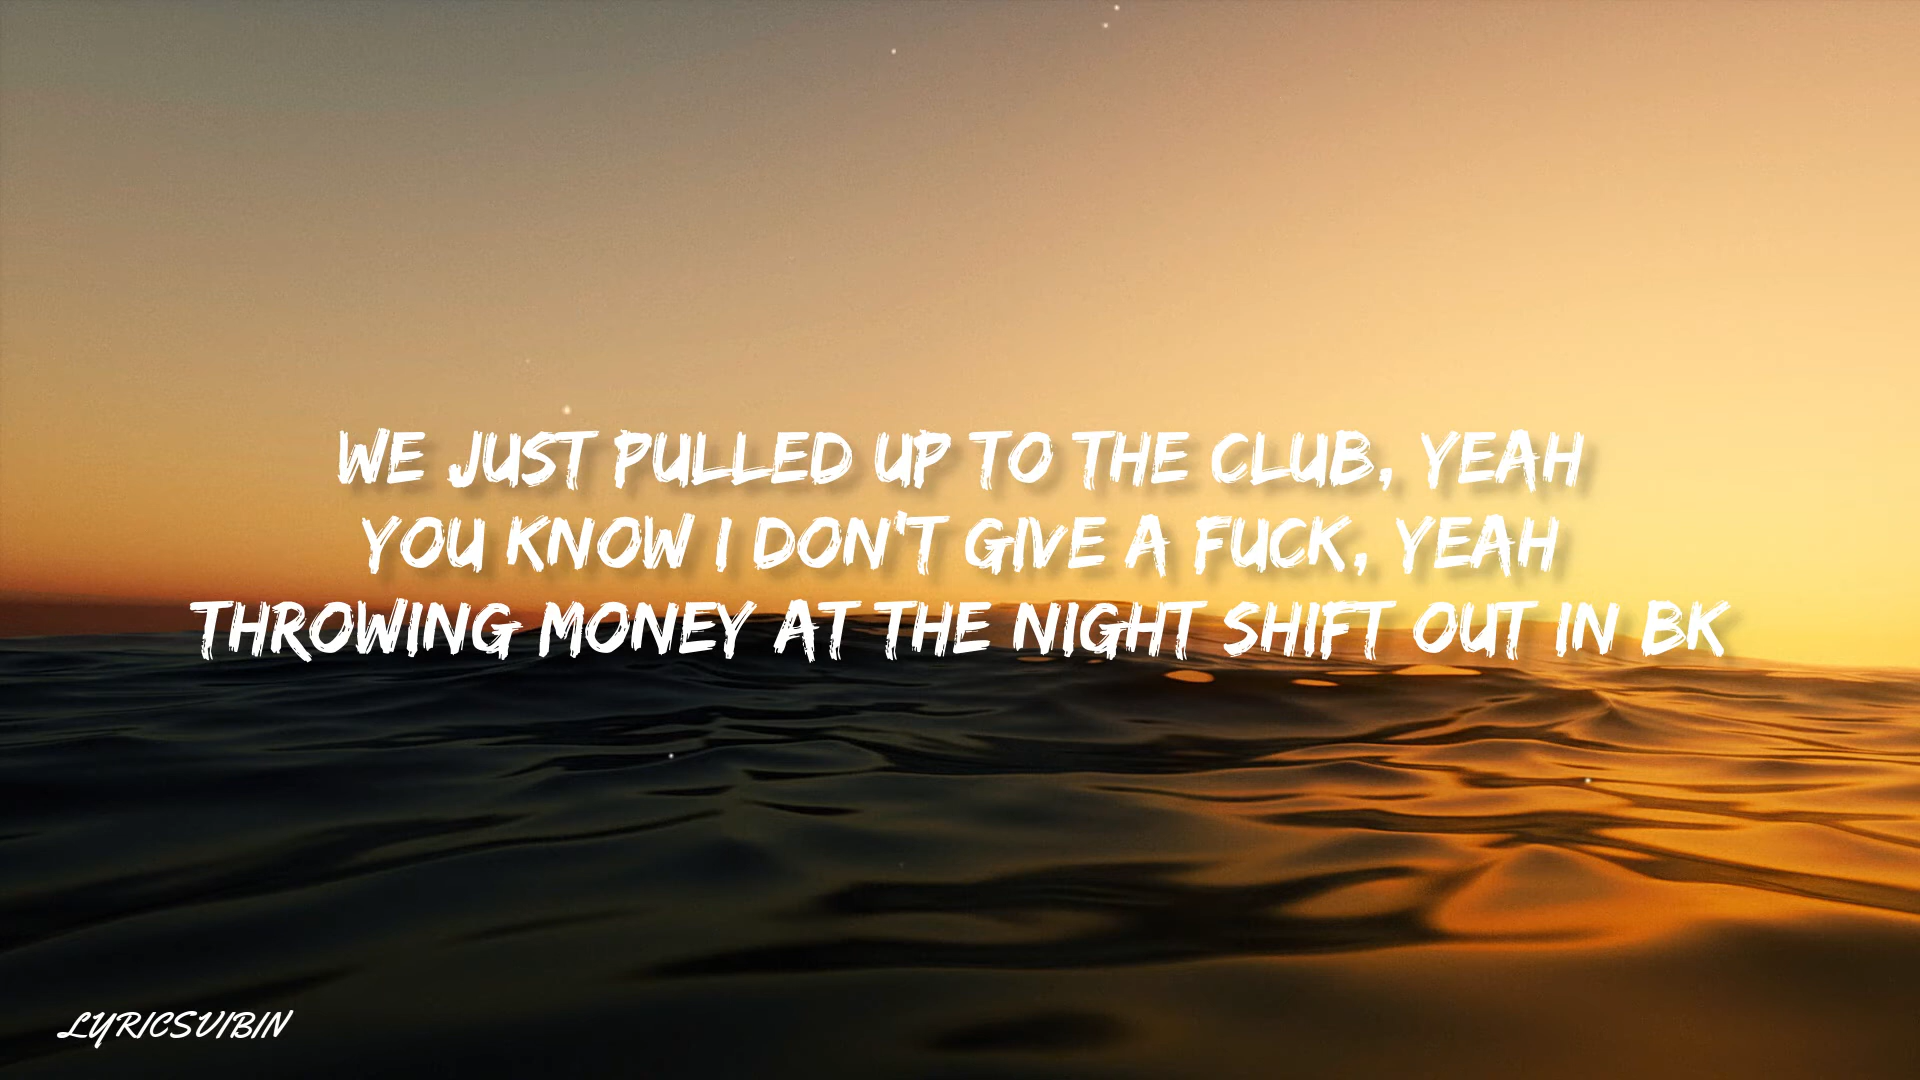 WE JUST PULLED UP TO THE CLUB, YEAH
YOU KNOW I DON'T GIVE A FUCK, YEAH
THROWING MONEY AT THE NIGHT SHIFT OUT IN BK
LYRICSVIBIN